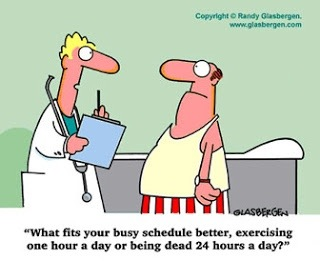 Copyright © Randy Glasbergen.
www.glasbergen.com
GLASBERGEN
“What fits your busy schedule better, exercising
one hour a day or being dead 24 hours a day?”